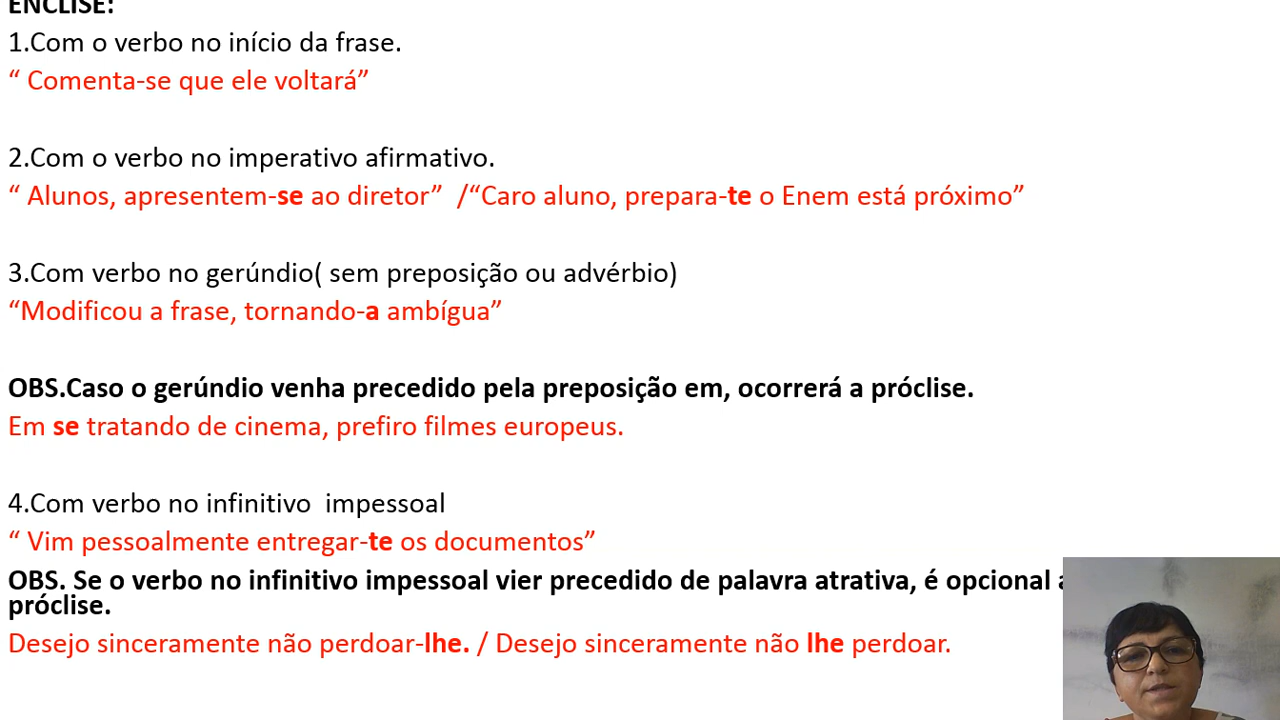 ENCLISE:
1.Com o verbo no início da frase.
“ Comenta-se que ele voltará”
2.Com o verbo no imperativo afirmativo.
“ Alunos, apresentem-se ao diretor” /“Caro aluno, prepara-te o Enem está próximo”
3.Com verbo no gerúndio( sem preposição ou advérbio)
“Modificou a frase, tornando-a ambígua”
OBS.Caso o gerúndio venha precedido pela preposição em, ocorrerá a próclise.
Em se tratando de cinema, prefiro filmes europeus.
4.Com verbo no infinitivo impessoal
“ Vim pessoalmente entregar-te os documentos”
OBS. Se o verbo no infinitivo impessoal vier precedido de palavra atrativa, é opcional a
próclise.
Desejo sinceramente não perdoar-lhe. / Desejo sinceramente não lhe perdoar.